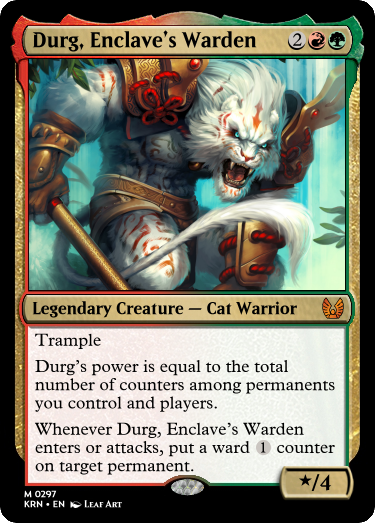 Durg, Enclave's Warden 2
Legendary Creature — Cat Warrior
Trample
Durg's power is equal to the total
number of counters among permanents
you control and players.
Whenever Durg, Enclave's Warden
enters or attacks, put a ward 1 counter
on target permanent.
★/4
M 0297
KRN • EN Leaf Art